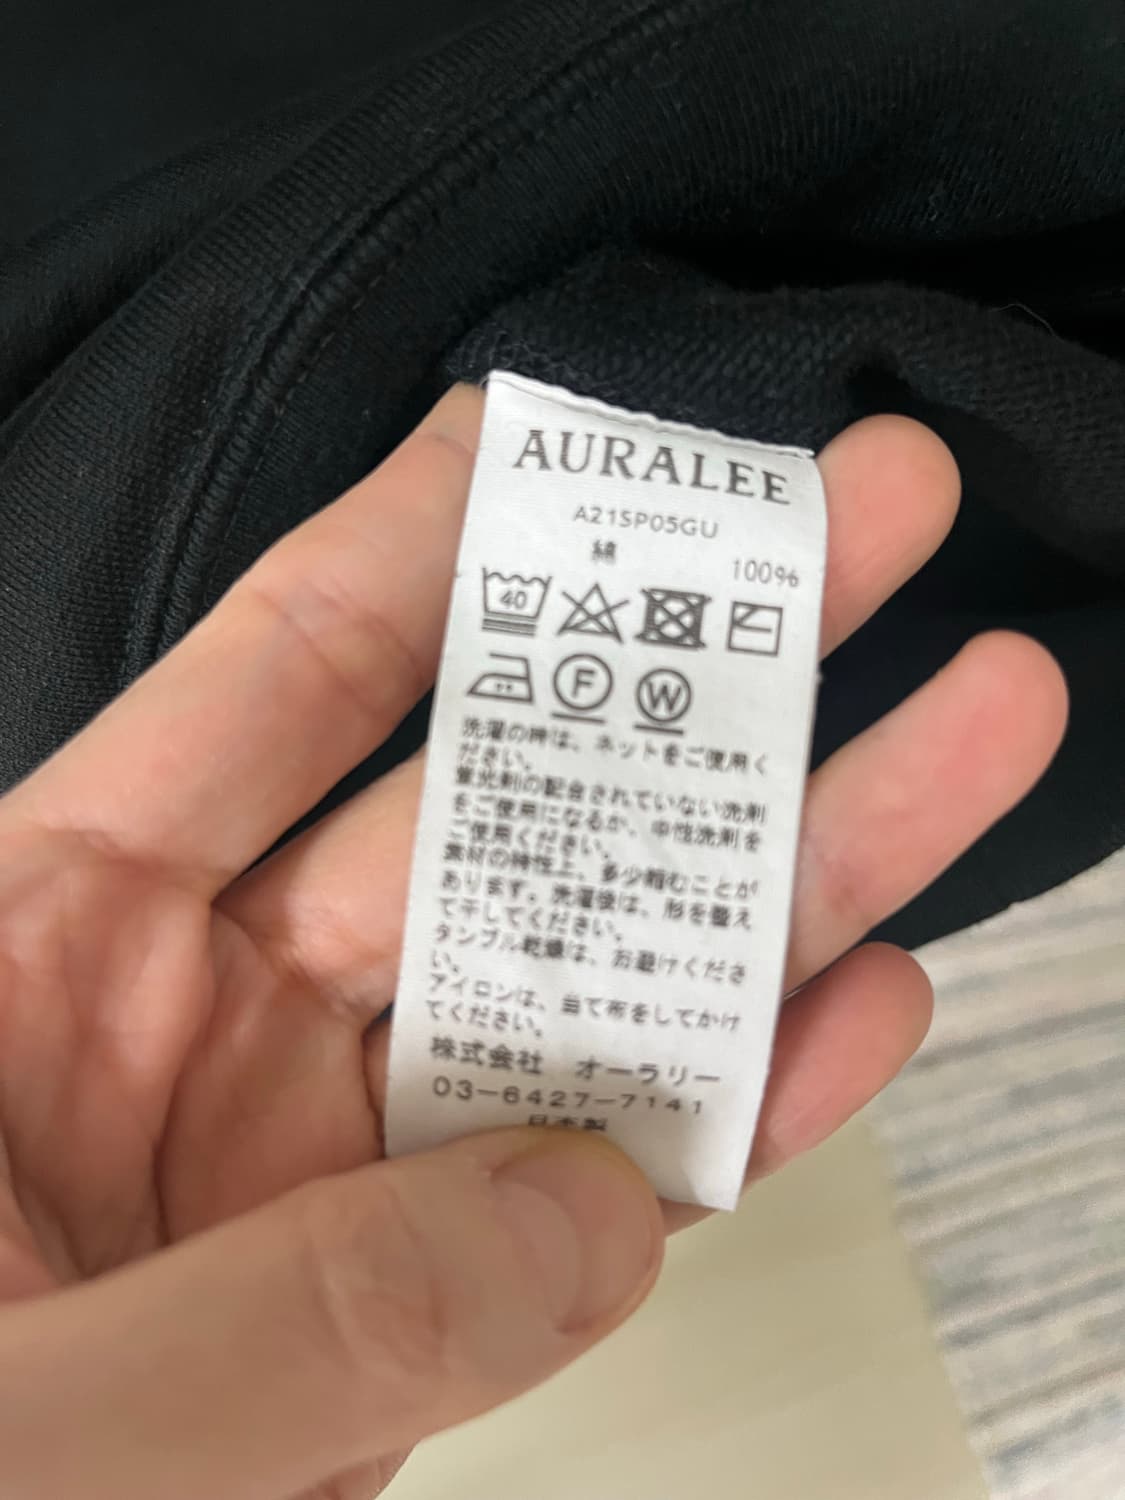 AURALEE
A21SP05GU
綿 100%
40
F W
洗濯の時は、ネットをご使用く
ださい。
蛍光剤の配合されていない洗剤
をご使用になるか、中性洗剤を
ご使用ください。
素材の特性上、多少縮むことが
あります。洗濯後は、形を整え
て干してください。
タンブル乾燥は、お避けくださ
い。
アイロンは、当て布をしてかけ
てください。
株式会社 オーラリー
03-6427-7141
日本製